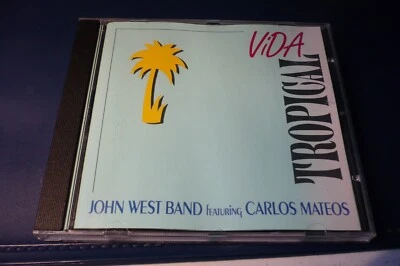 ViDA
TROPICAL
JOHN WEST BAND FEATURING CARLOS MATEOS